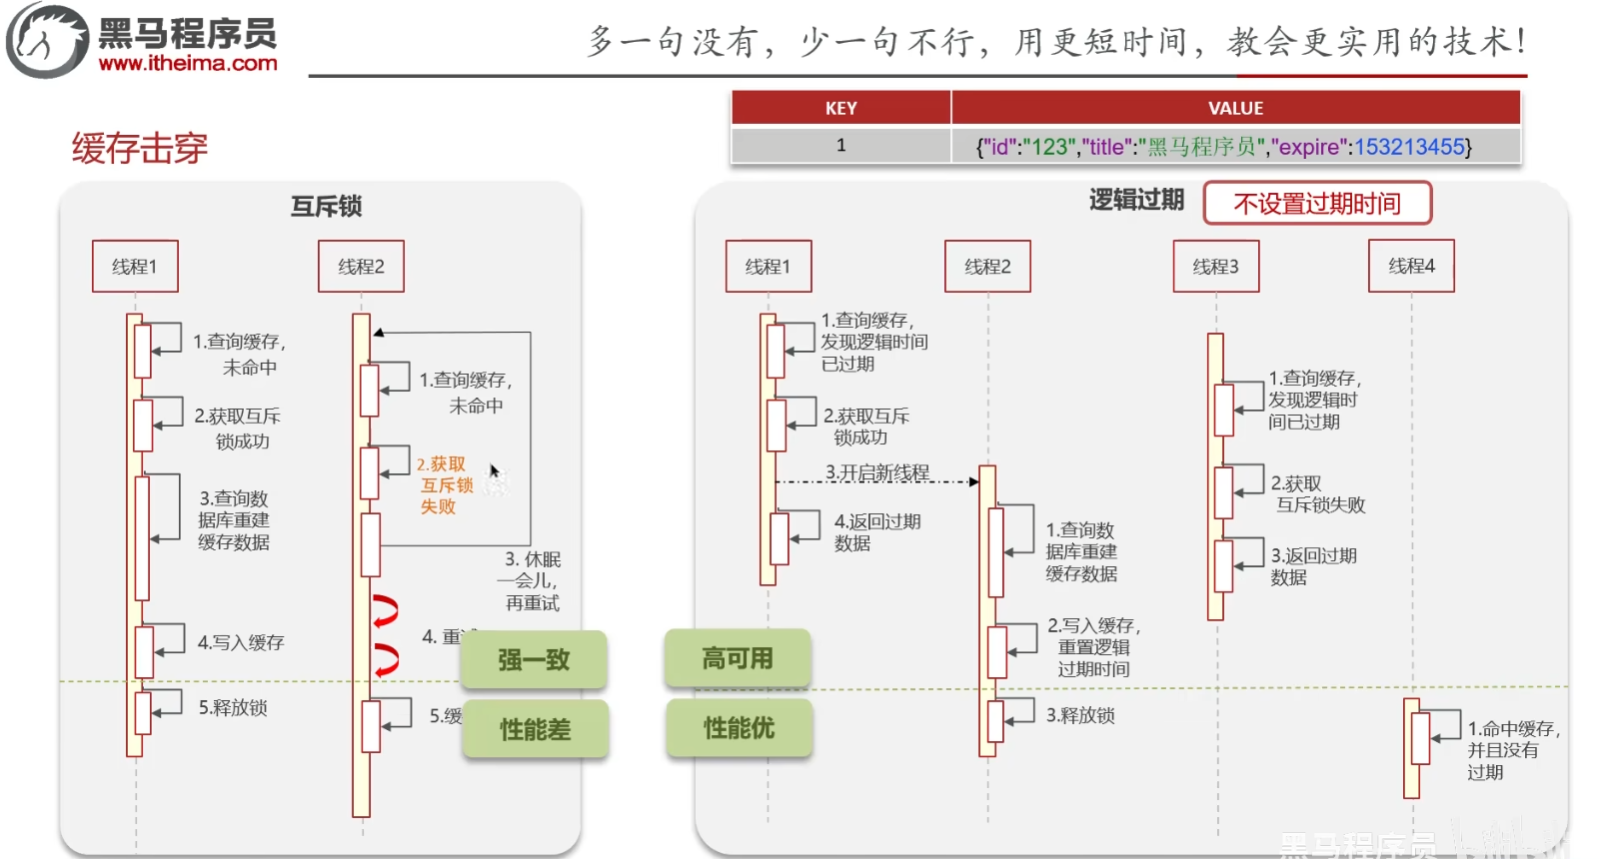 黑马程序员
www.itheima.com
多一句没有，少一句不行，用更短时间，教会更实用的技术！
KEY
VALUE
1
{"id":"123","title":"黑马程序员","expire":153213455}
缓存击穿
互斥锁
线程1
线程2
1.查询缓存，
未命中
2.获取互斥
锁成功
3.查询数
据库重建
缓存数据
4.写入缓存
5.释放锁
1.查询缓存，
未命中
2.获取
互斥锁
失败
3. 休眠
一会儿，
再重试
4. 重
5.缓
强一致
性能差
逻辑过期
不设置过期时间
线程1
线程2
线程3
线程4
1.查询缓存，
发现逻辑时间
已过期
2.获取互斥
锁成功
3.开启新线程
4.返回过期
数据
1.查询数
据库重建
缓存数据
2.写入缓存，
重置逻辑
过期时间
3.释放锁
1.查询缓存，
发现逻辑时
间已过期
2.获取
互斥锁失败
3.返回过期
数据
1.命中缓存，
并且没有
过期
高可用
性能优
黑马程序员